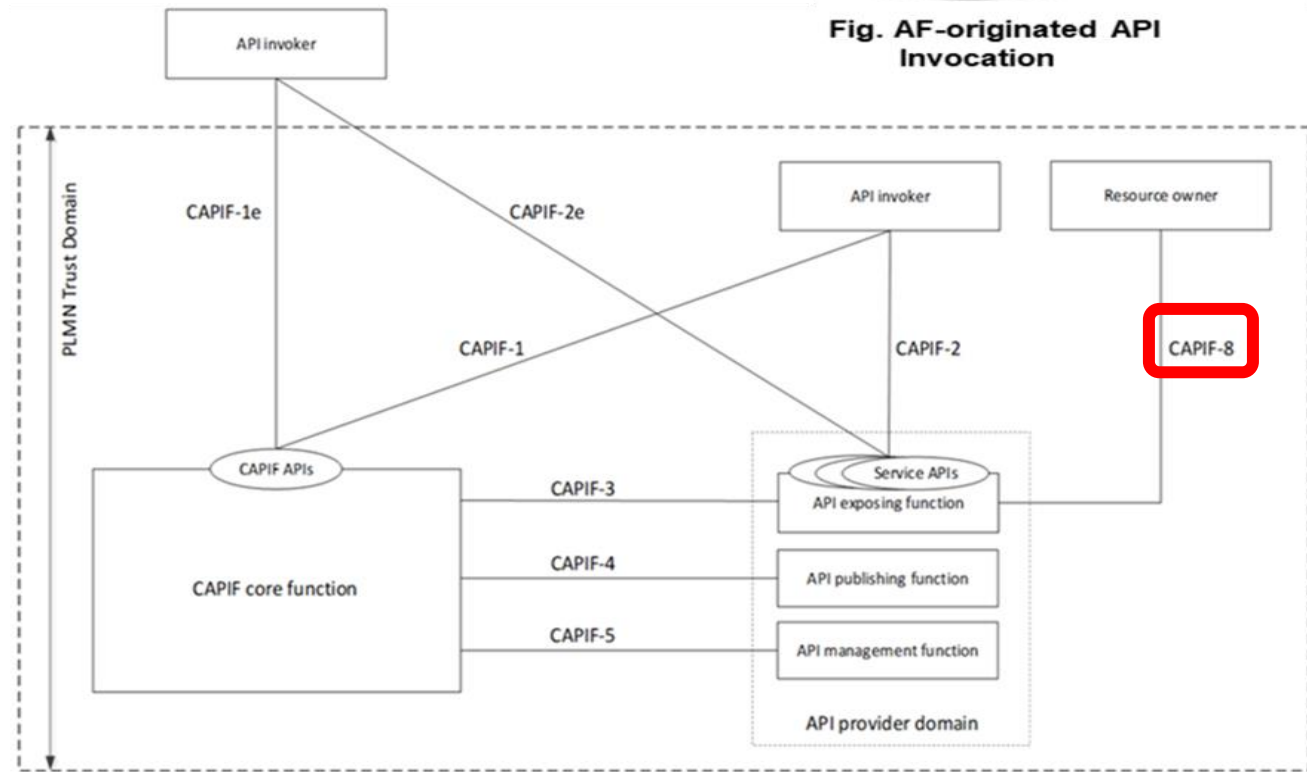 Fig. AF-originated API
Invocation
API invoker
PLMN Trust Domain
API invoker
Resource owner
CAPIF-1e
CAPIF-2e
CAPIF-1
CAPIF-2
CAPIF-8
CAPIF APIs
Service APIs
CAPIF-3
API exposing function
CAPIF core function
CAPIF-4
API publishing function
CAPIF-5
API management function
API provider domain